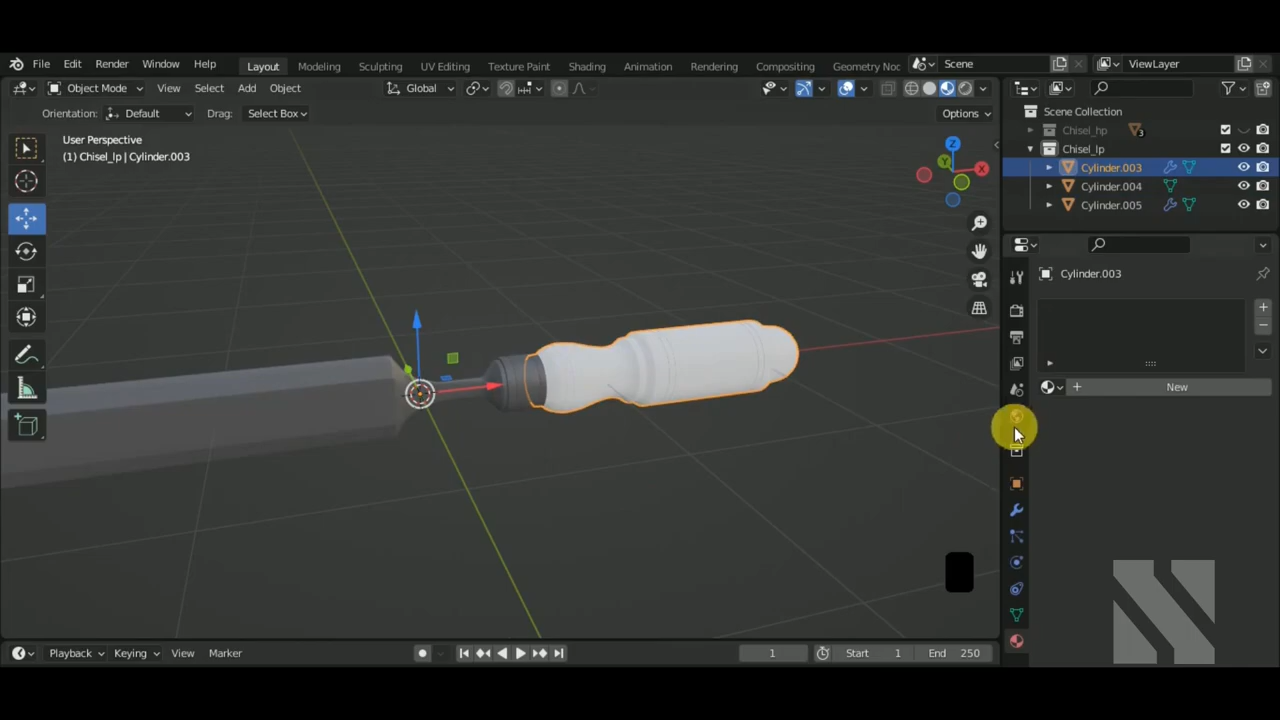 File Edit Render Window Help Layout Modeling Sculpting UV Editing Texture Paint Shading Animation Rendering Compositing Geometry Noc Scene ViewLayer
Object Mode View Select Add Object Global
Orientation: Default Drag: Select Box Options
User Perspective
(1) Chisel_lp | Cylinder.003
Z
Y
X
Scene Collection
Chisel_hp 3
Chisel_lp
Cylinder.003
Cylinder.004
Cylinder.005
Cylinder.003
New
Playback Keying View Marker 1 Start 1 End 250